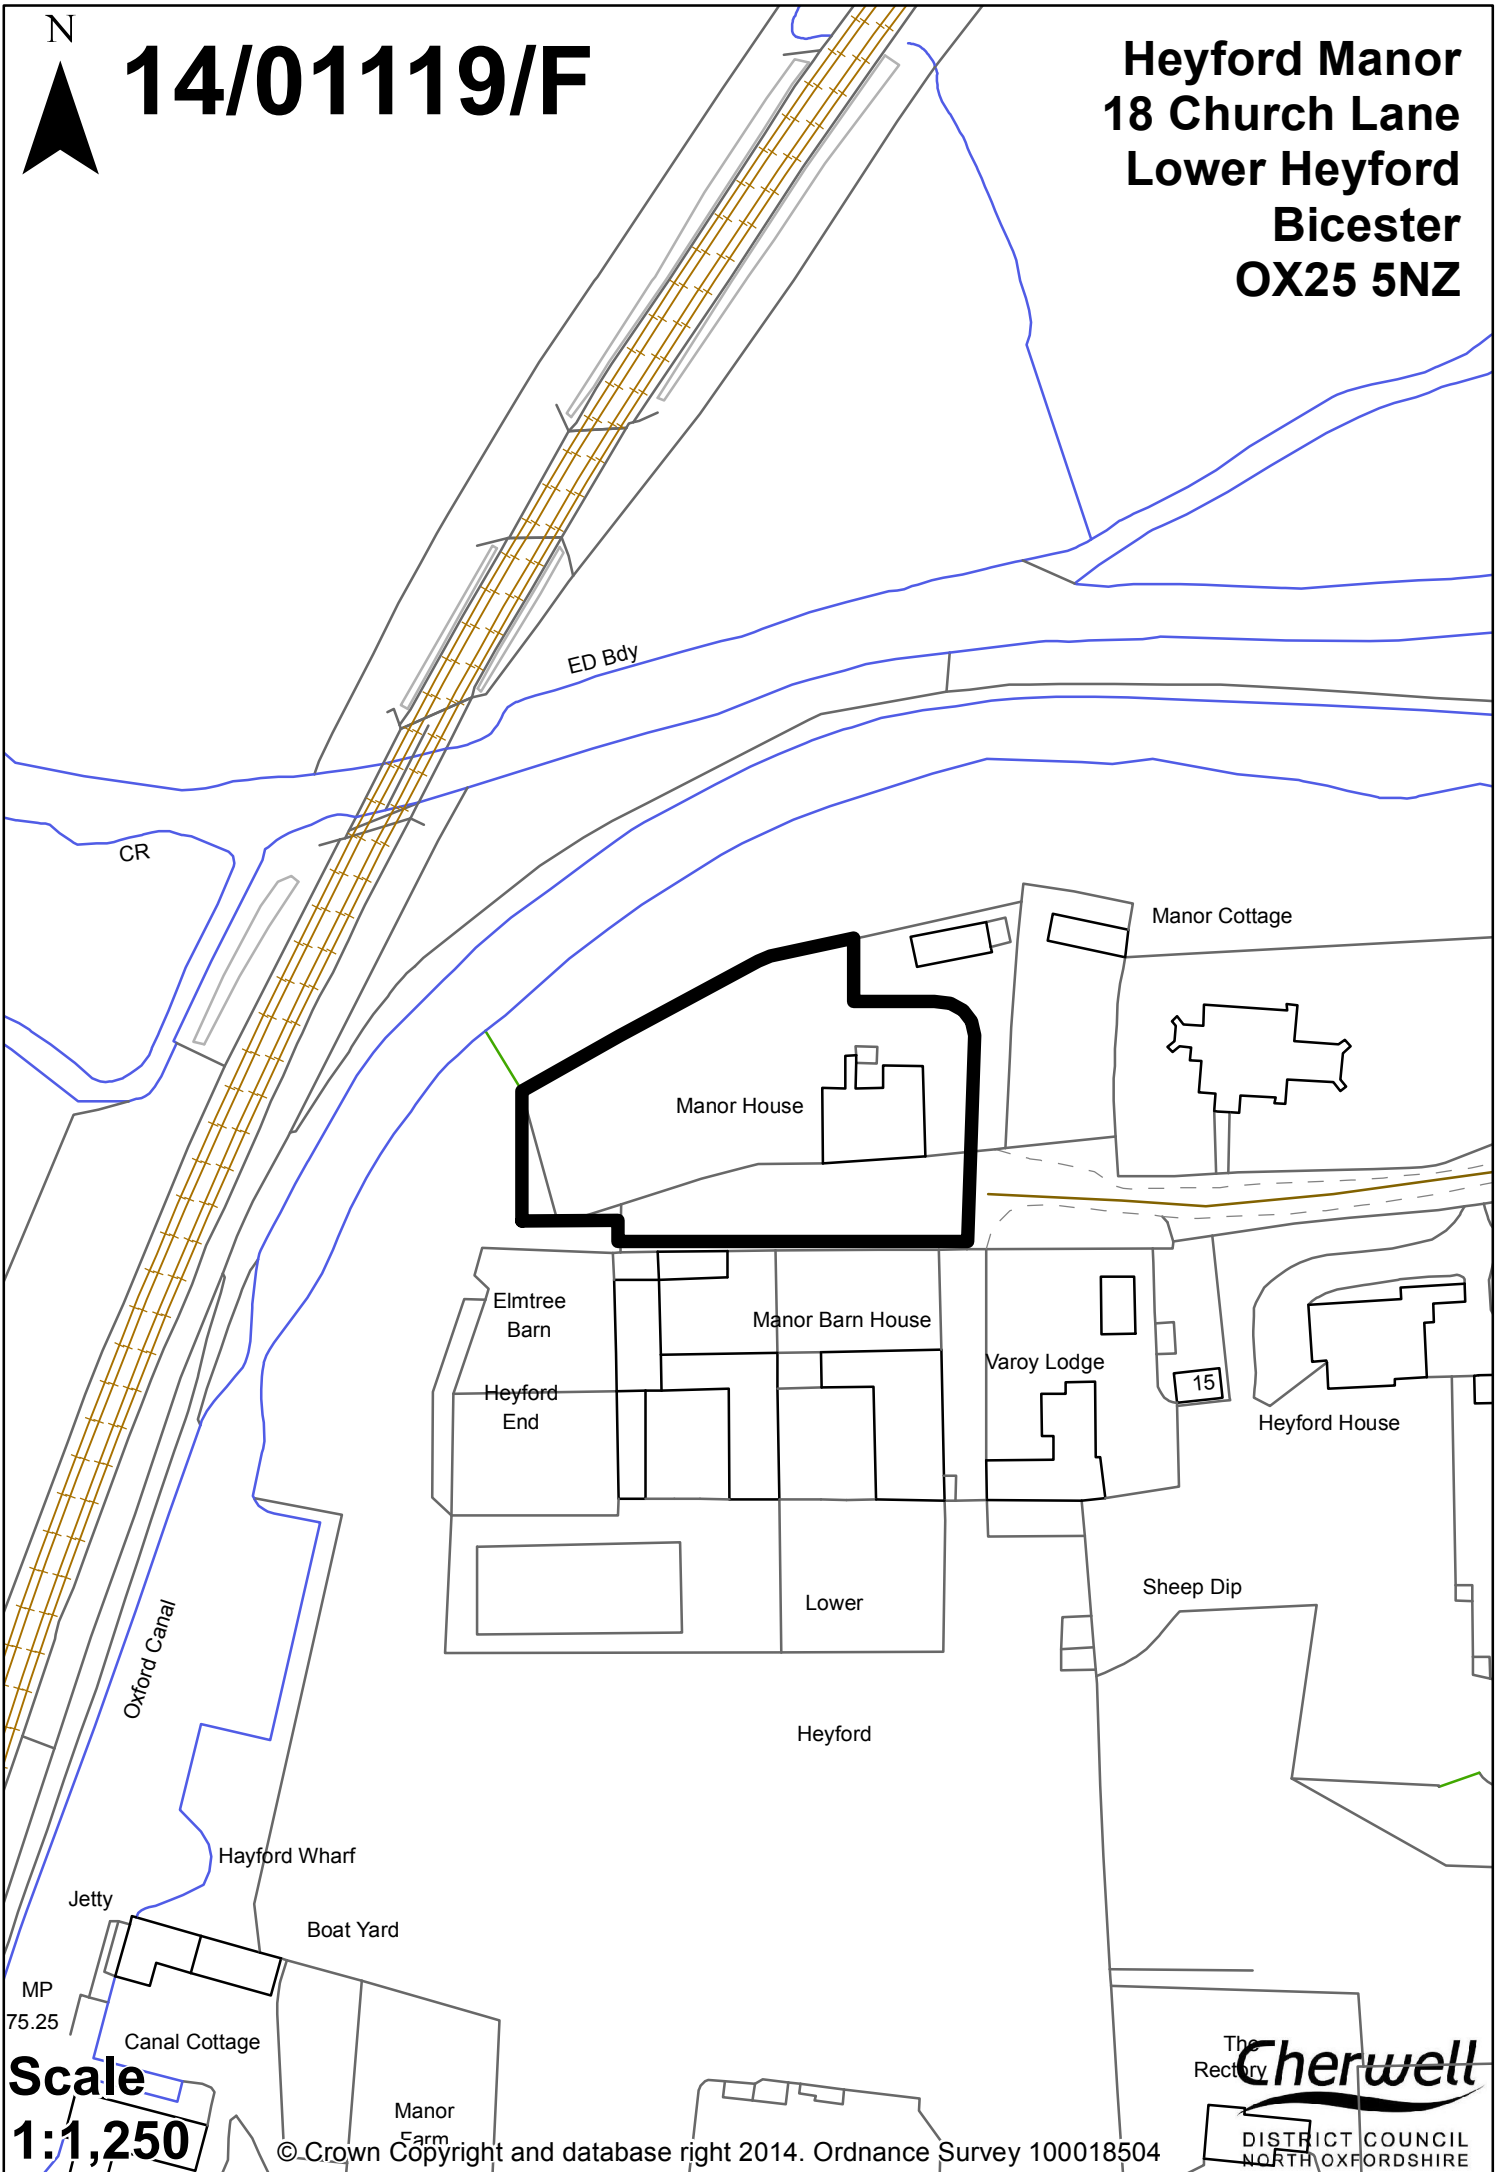 N
14/01119/F
Heyford Manor
18 Church Lane
Lower Heyford
Bicester
OX25 5NZ
ED Bdy
CR
Manor Cottage
Manor House
Elmtree
Barn
Manor Barn House
Varoy Lodge
15
Heyford
End
Heyford House
Sheep Dip
Lower
Oxford Canal
Heyford
Hayford Wharf
Jetty
Boat Yard
MP
75.25
Canal Cottage
The
Rectory
Scale
1:1,250
Manor
Farm
© Crown Copyright and database right 2014. Ordnance Survey 100018504
Cherwell
DISTRICT COUNCIL
NORTH OXFORDSHIRE